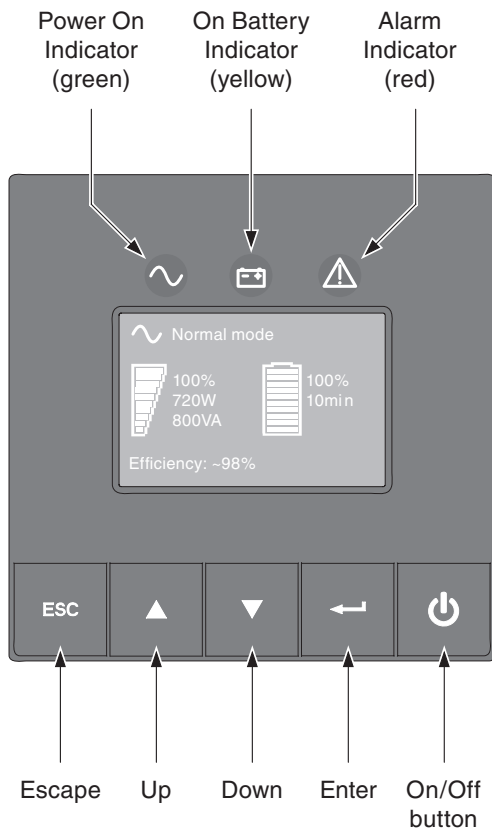 Power On
Indicator
(green)
On Battery
Indicator
(yellow)
Alarm
Indicator
(red)
Normal mode
100%
720W
800VA
100%
10min
Efficiency: ~98%
ESC
Escape
Up
Down
Enter
On/Off
button